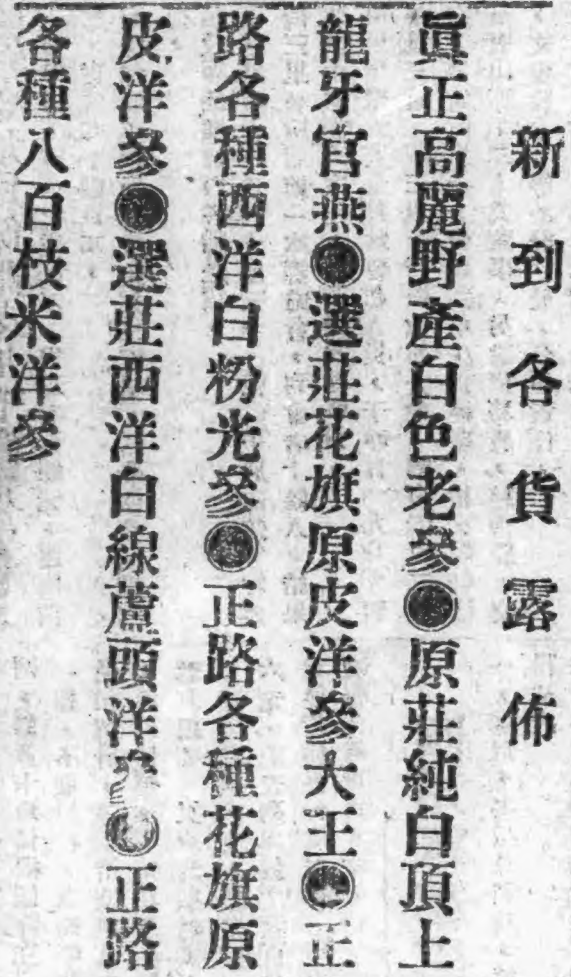 新到各貨露佈
眞正高麗野產白色老參●原莊純白頂上
龍牙官燕●選莊花旗原皮洋參大王●正
路各種西洋白粉光參●正路各種花旗原
皮洋參●選莊西洋白線蘆頭洋參●正路
各種八百枝米洋參